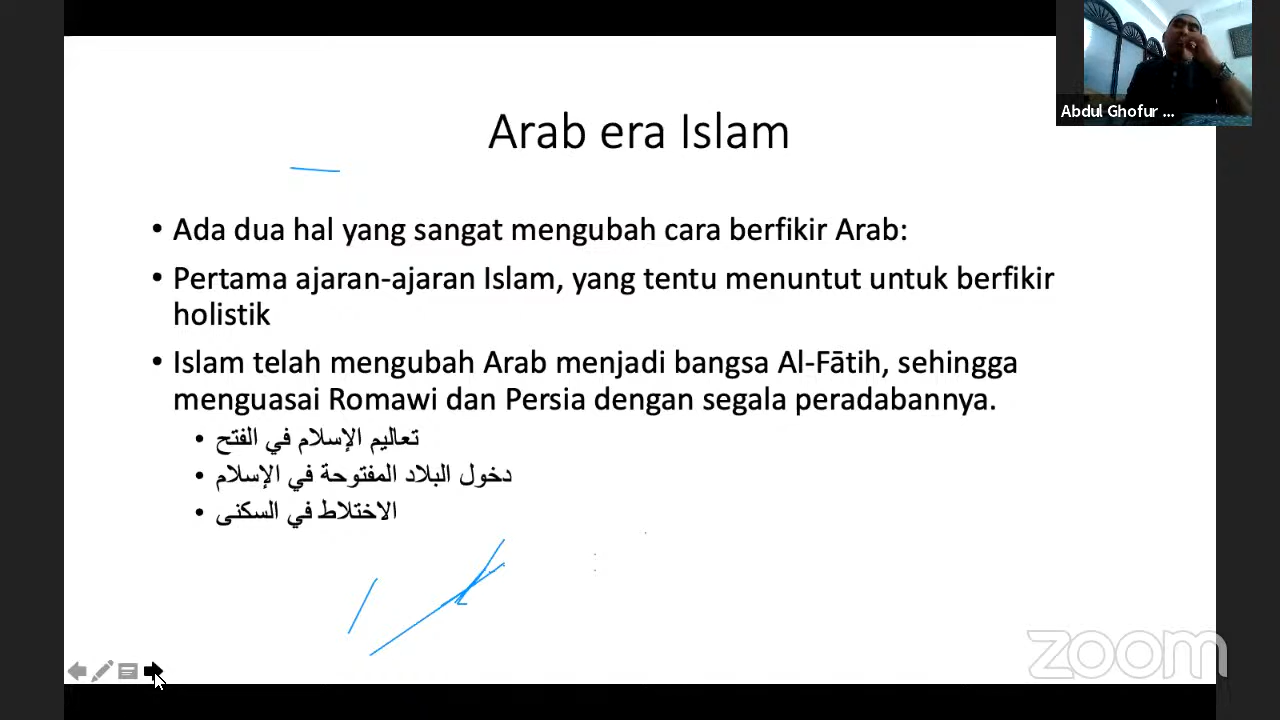 Abdul Ghofur ...
Arab era Islam
• Ada dua hal yang sangat mengubah cara berfikir Arab:
• Pertama ajaran-ajaran Islam, yang tentu menuntut untuk berfikir
holistik
• Islam telah mengubah Arab menjadi bangsa Al-Fātih, sehingga
menguasai Romawi dan Persia dengan segala peradabannya.
• تعاليم الإسلام في الفتح
• دخول البلاد المفتوحة في الإسلام
• الاختلاط في السكنى
zoom